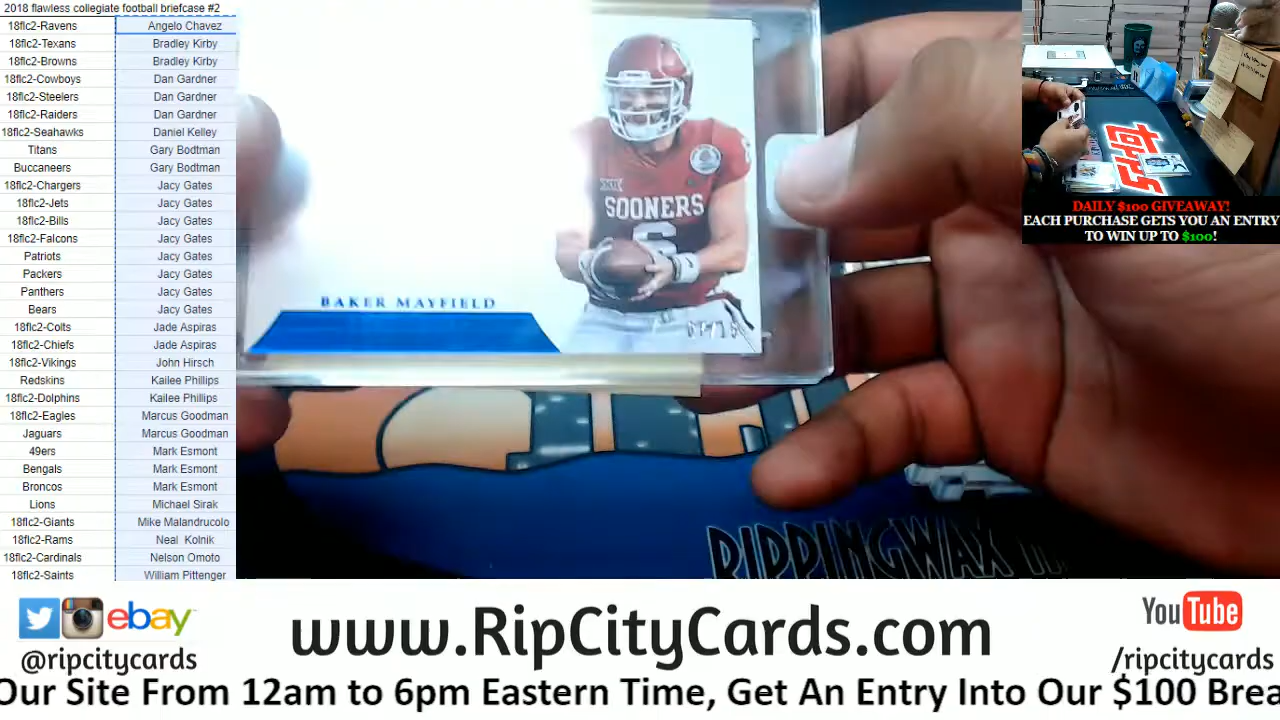 2018 flawless collegiate football briefcase #2
18flc2-Ravens Angelo Chavez
18flc2-Texans Bradley Kirby
18flc2-Browns Bradley Kirby
18flc2-Cowboys Dan Gardner
18flc2-Steelers Dan Gardner
18flc2-Raiders Dan Gardner
18flc2-Seahawks Daniel Kelley
Titans Gary Bodtman
Buccaneers Gary Bodtman
18flc2-Chargers Jacy Gates
18flc2-Jets Jacy Gates
18flc2-Bills Jacy Gates
18flc2-Falcons Jacy Gates
Patriots Jacy Gates
Packers Jacy Gates
Panthers Jacy Gates
Bears Jacy Gates
18flc2-Colts Jade Aspiras
18flc2-Chiefs Jade Aspiras
18flc2-Vikings John Hirsch
Redskins Kailee Phillips
18flc2-Dolphins Kailee Phillips
18flc2-Eagles Marcus Goodman
Jaguars Marcus Goodman
49ers Mark Esmont
Bengals Mark Esmont
Broncos Mark Esmont
Lions Michael Sirak
18flc2-Giants Mike Malandrucolo
18flc2-Rams Neal Kolnik
18flc2-Cardinals Nelson Omoto
18flc2-Saints William Pittenger
SOONERS
6
BAKER MAYFIELD
RIPPINGWAX
Topps
DAILY $100 GIVEAWAY!
EACH PURCHASE GETS YOU AN ENTRY
TO WIN UP TO $100!
ebay
@ripcitycards
www.RipCityCards.com
YouTube
/ripcitycards
Our Site From 12am to 6pm Eastern Time, Get An Entry Into Our $100 Brea